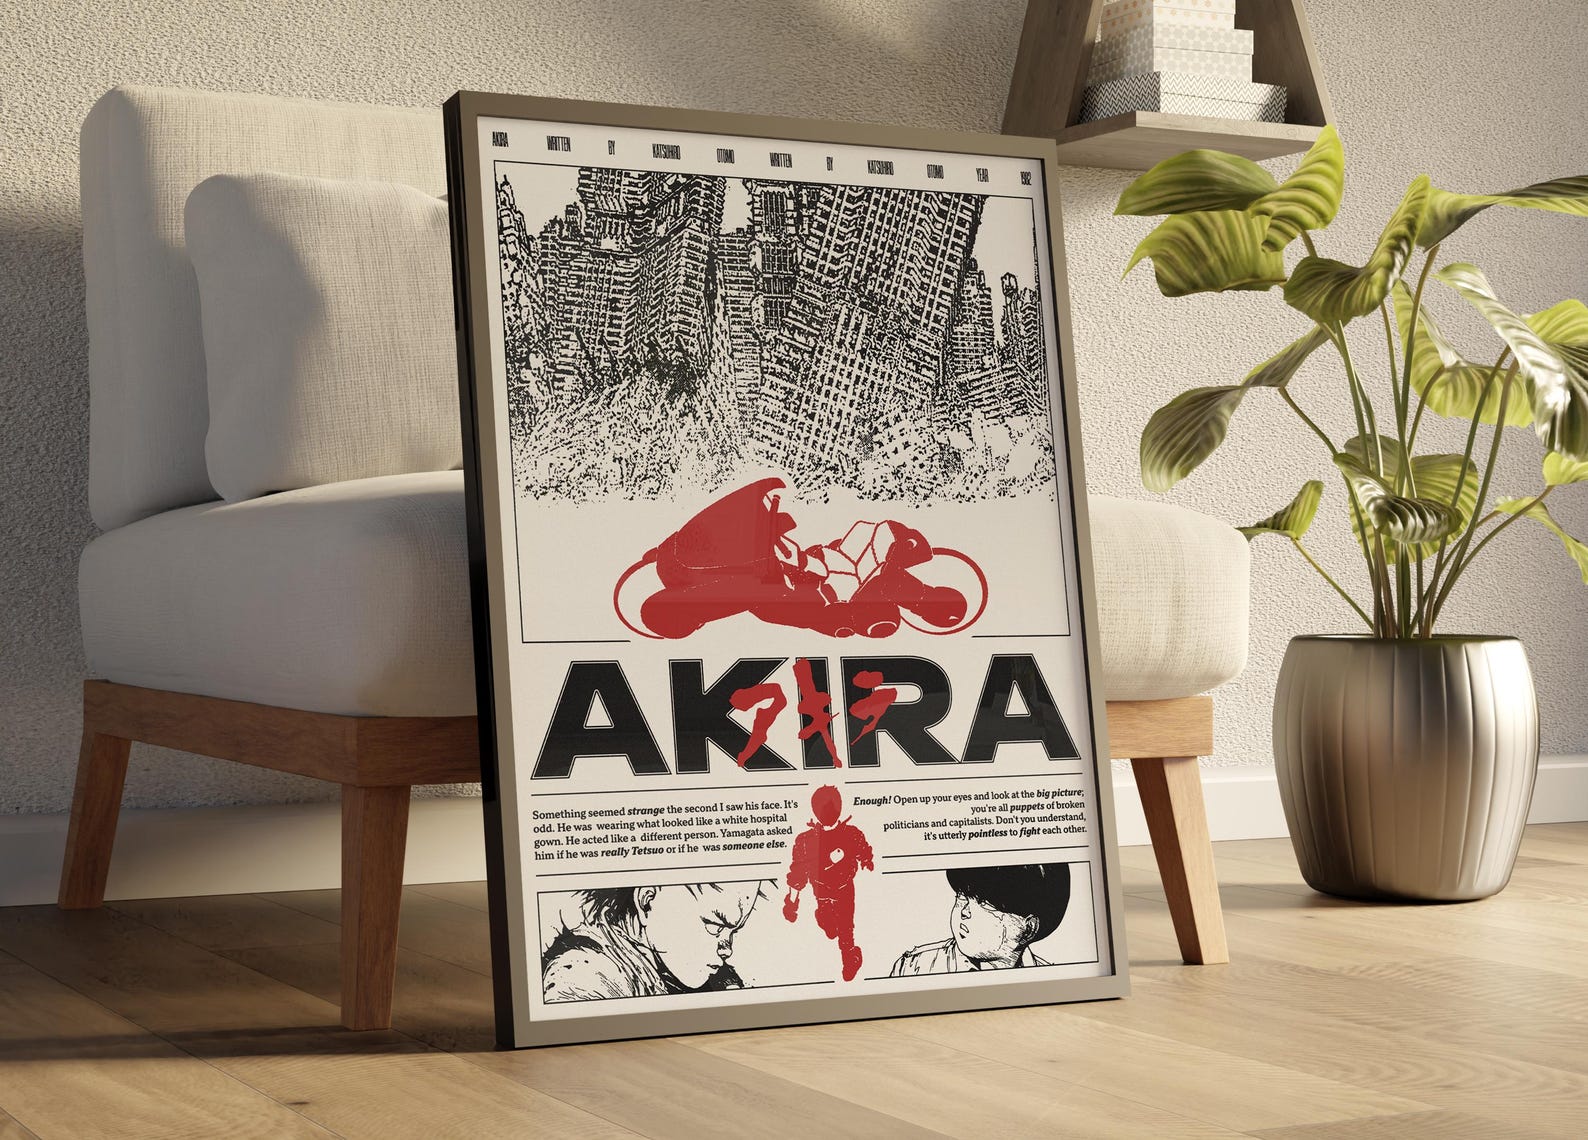 AKIRA WRITTEN BY KATSUHIRO OTOMO WRITTEN BY KATSUHIRO OTOMO YEAR 1982
AKIRA
アキラ
Something seemed strange the second I saw his face. It's
odd. He was wearing what looked like a white hospital
gown. He acted like a different person. Yamagata asked
him if he was really Tetsuo or if he was someone else.
Enough! Open up your eyes and look at the big picture;
you're all puppets of broken
politicians and capitalists. Don't you understand,
it's utterly pointless to fight each other.